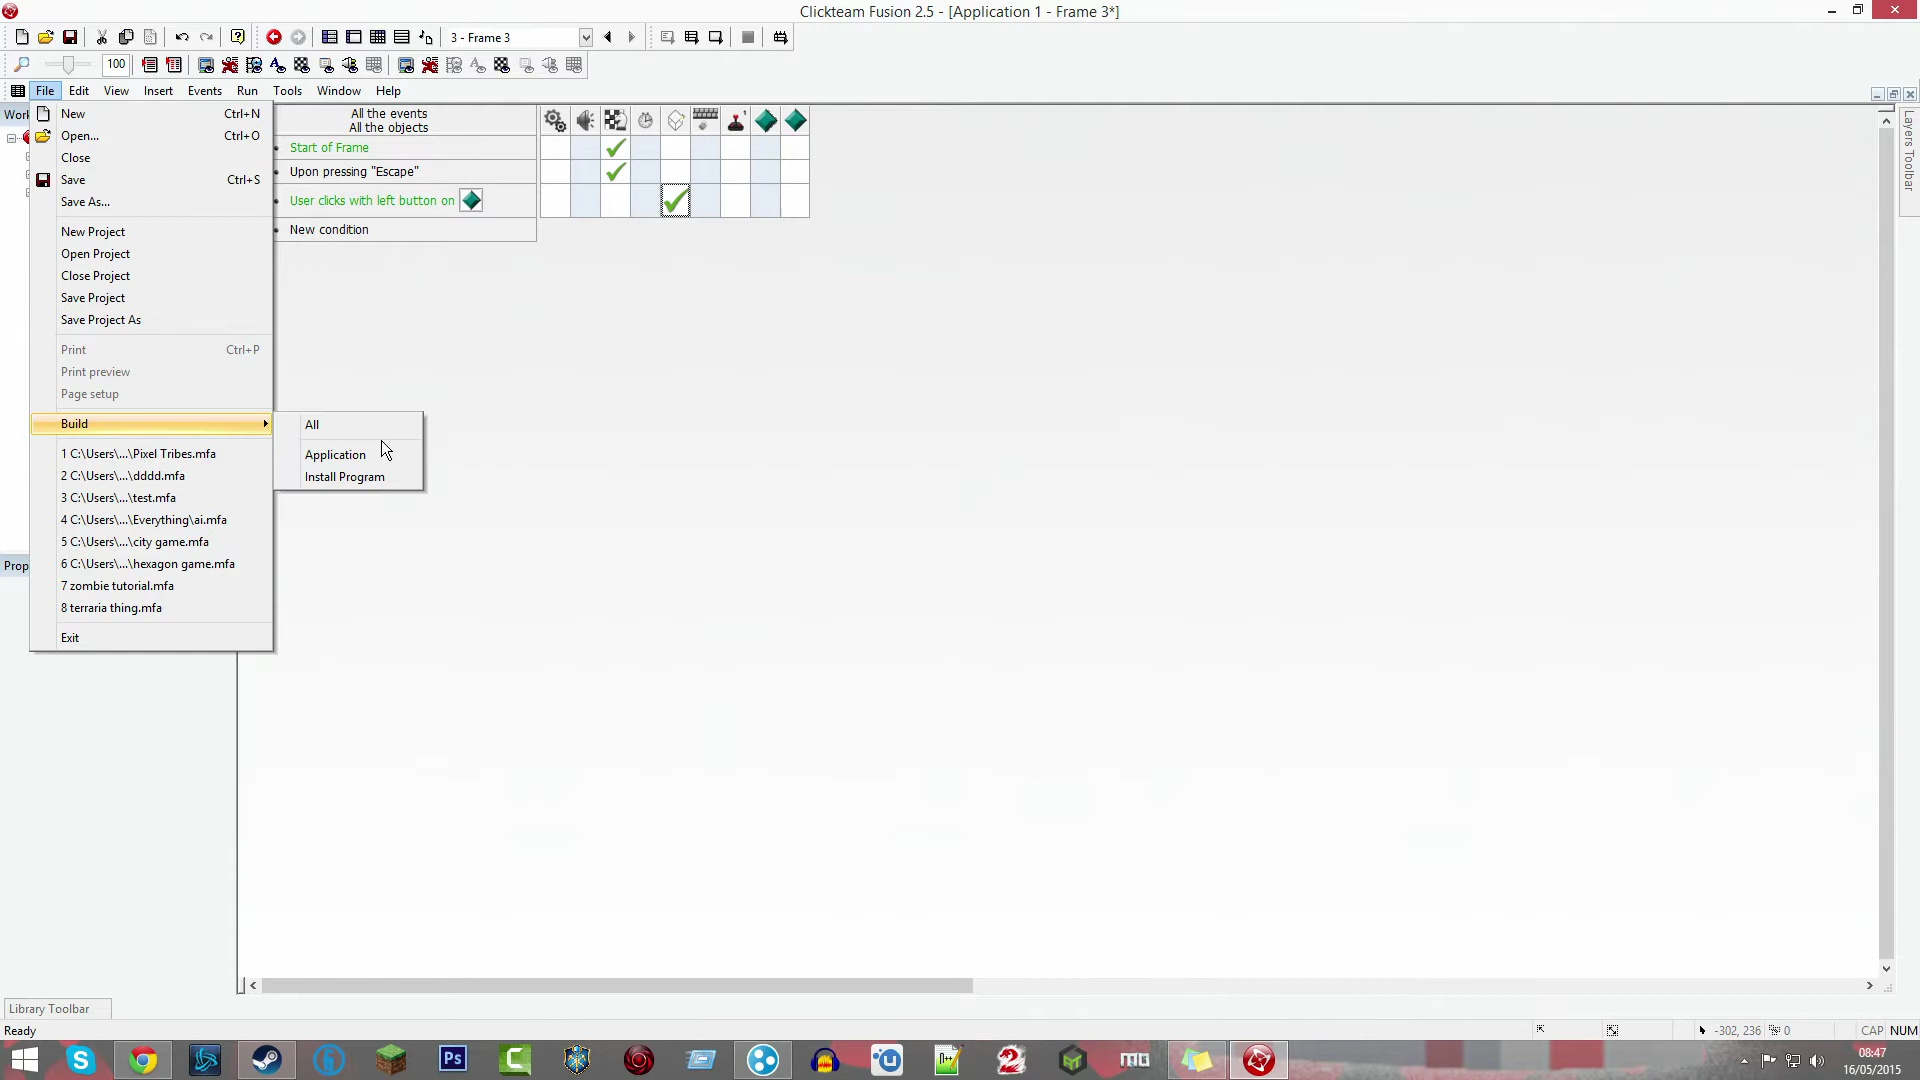 Clickteam Fusion 2.5 - [Application 1 - Frame 3*]
3 - Frame 3
100
File Edit View Insert Events Run Tools Window Help
New Ctrl+N
Open... Ctrl+O
Close
Save Ctrl+S
Save As...
New Project
Open Project
Close Project
Save Project
Save Project As
Print Ctrl+P
Print preview
Page setup
Build
1 C:\Users\...\Pixel Tribes.mfa
2 C:\Users\...\dddd.mfa
3 C:\Users\...\test.mfa
4 C:\Users\...\Everything\ai.mfa
5 C:\Users\...\city game.mfa
6 C:\Users\...\hexagon game.mfa
7 zombie tutorial.mfa
8 terraria thing.mfa
Exit
All
Application
Install Program
Work
Prop
All the events
All the objects
Start of Frame
Upon pressing "Escape"
User clicks with left button on
New condition
Layers Toolbar
Library Toolbar
Ready
-302, 236
0
CAP NUM
Ps
08:47
16/05/2015